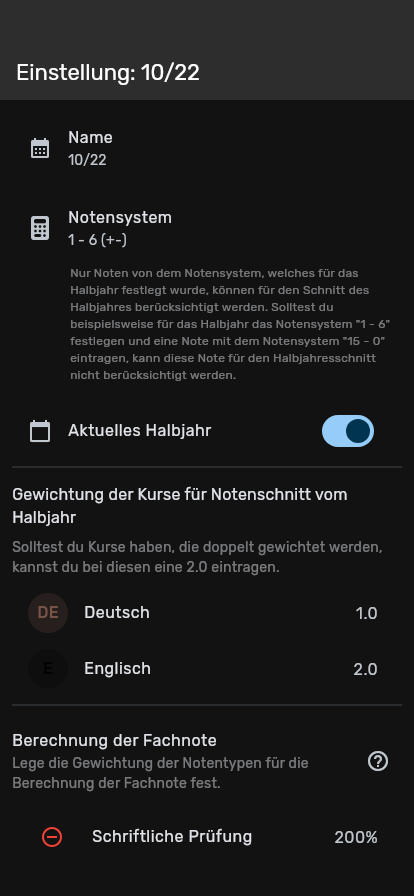 Einstellung: 10/22
Name
10/22
Notensystem
1 - 6 (+-)
Nur Noten von dem Notensystem, welches für das
Halbjahr festlegt wurde, können für den Schnitt des
Halbjahres berücksichtigt werden. Solltest du
beispielsweise für das Halbjahr das Notensystem "1 - 6"
festlegen und eine Note mit dem Notensystem "15 - 0"
eintragen, kann diese Note für den Halbjahresschnitt
nicht berücksichtigt werden.
Aktuelles Halbjahr
Gewichtung der Kurse für Notenschnitt vom
Halbjahr
Solltest du Kurse haben, die doppelt gewichtet werden,
kannst du bei diesen eine 2.0 eintragen.
DE Deutsch 1.0
E Englisch 2.0
Berechnung der Fachnote
Lege die Gewichtung der Notentypen für die
Berechnung der Fachnote fest.
Schriftliche Prüfung 200%